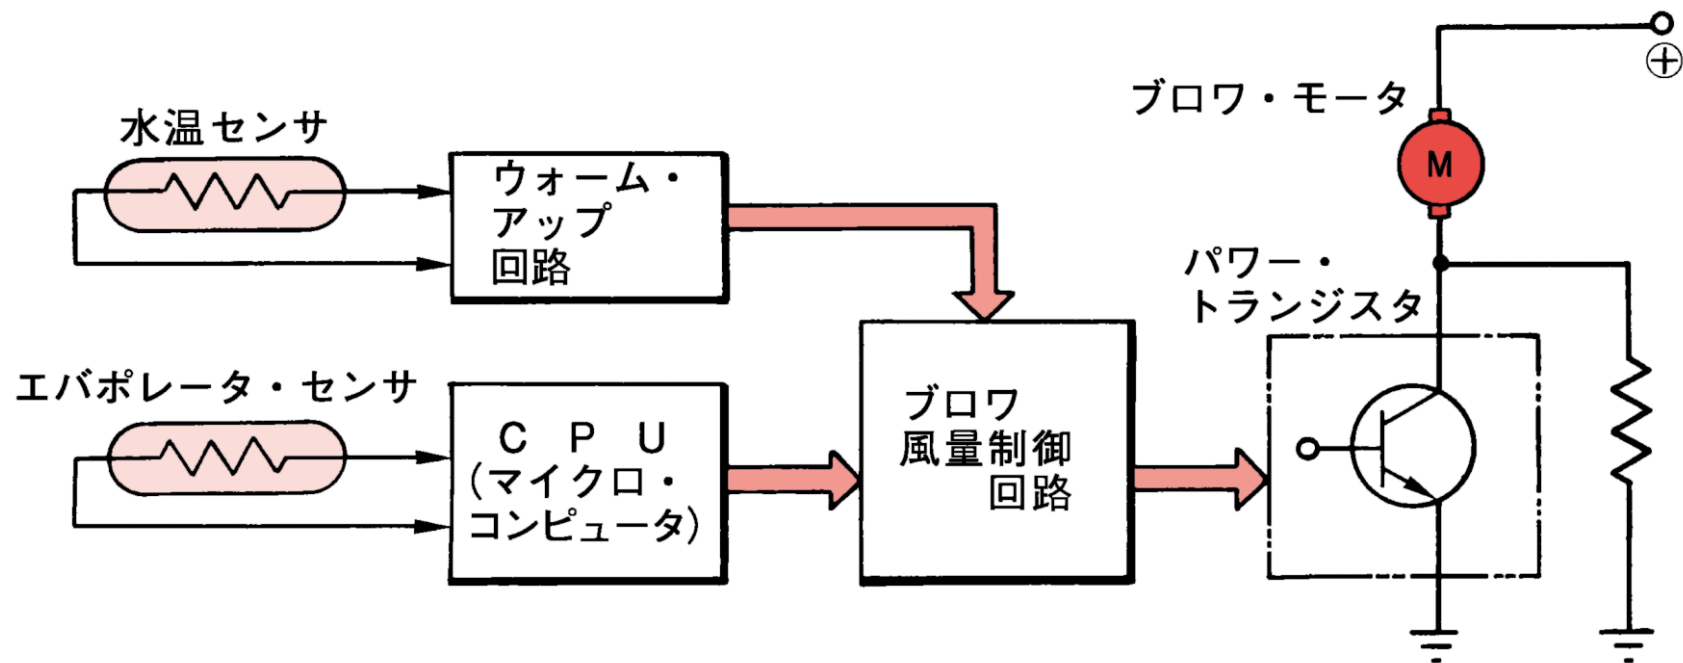 水温センサ
ウォーム・
アップ
回路
エバポレータ・センサ
C P U
(マイクロ・
コンピュータ)
ブロワ
風量制御
回路
ブロワ・モータ
M
⊕
パワー・
トランジスタ